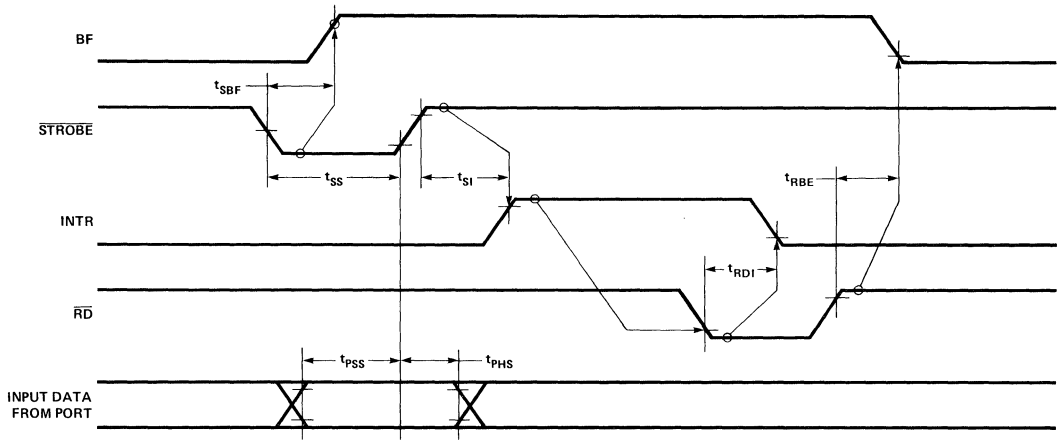 BF
tSBF
STROBE
tSS
tSI
tRBE
INTR
tRDI
RD
tPSS
tPHS
INPUT DATA
FROM PORT